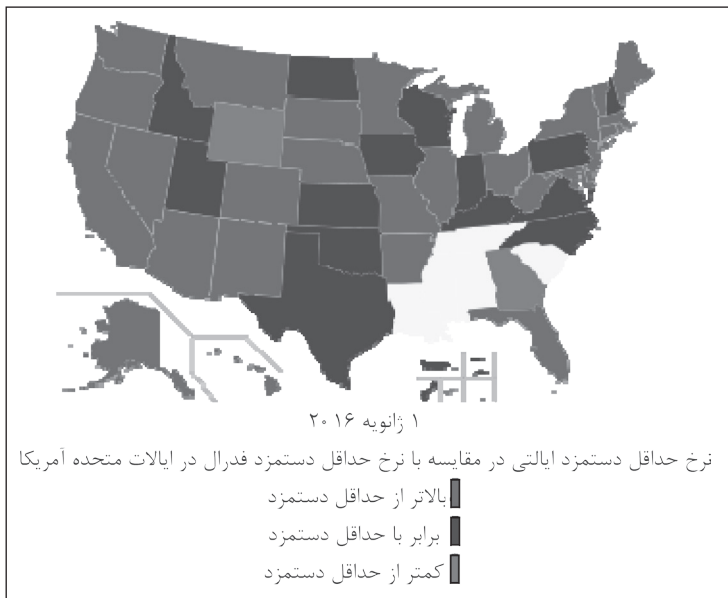 ۱ ژانویه ۲۰۱۶
نرخ حداقل دستمزد ایالتی در مقایسه با نرخ حداقل دستمزد فدرال در ایالات متحده آمریکا
بالاتر از حداقل دستمزد
برابر با حداقل دستمزد
کمتر از حداقل دستمزد